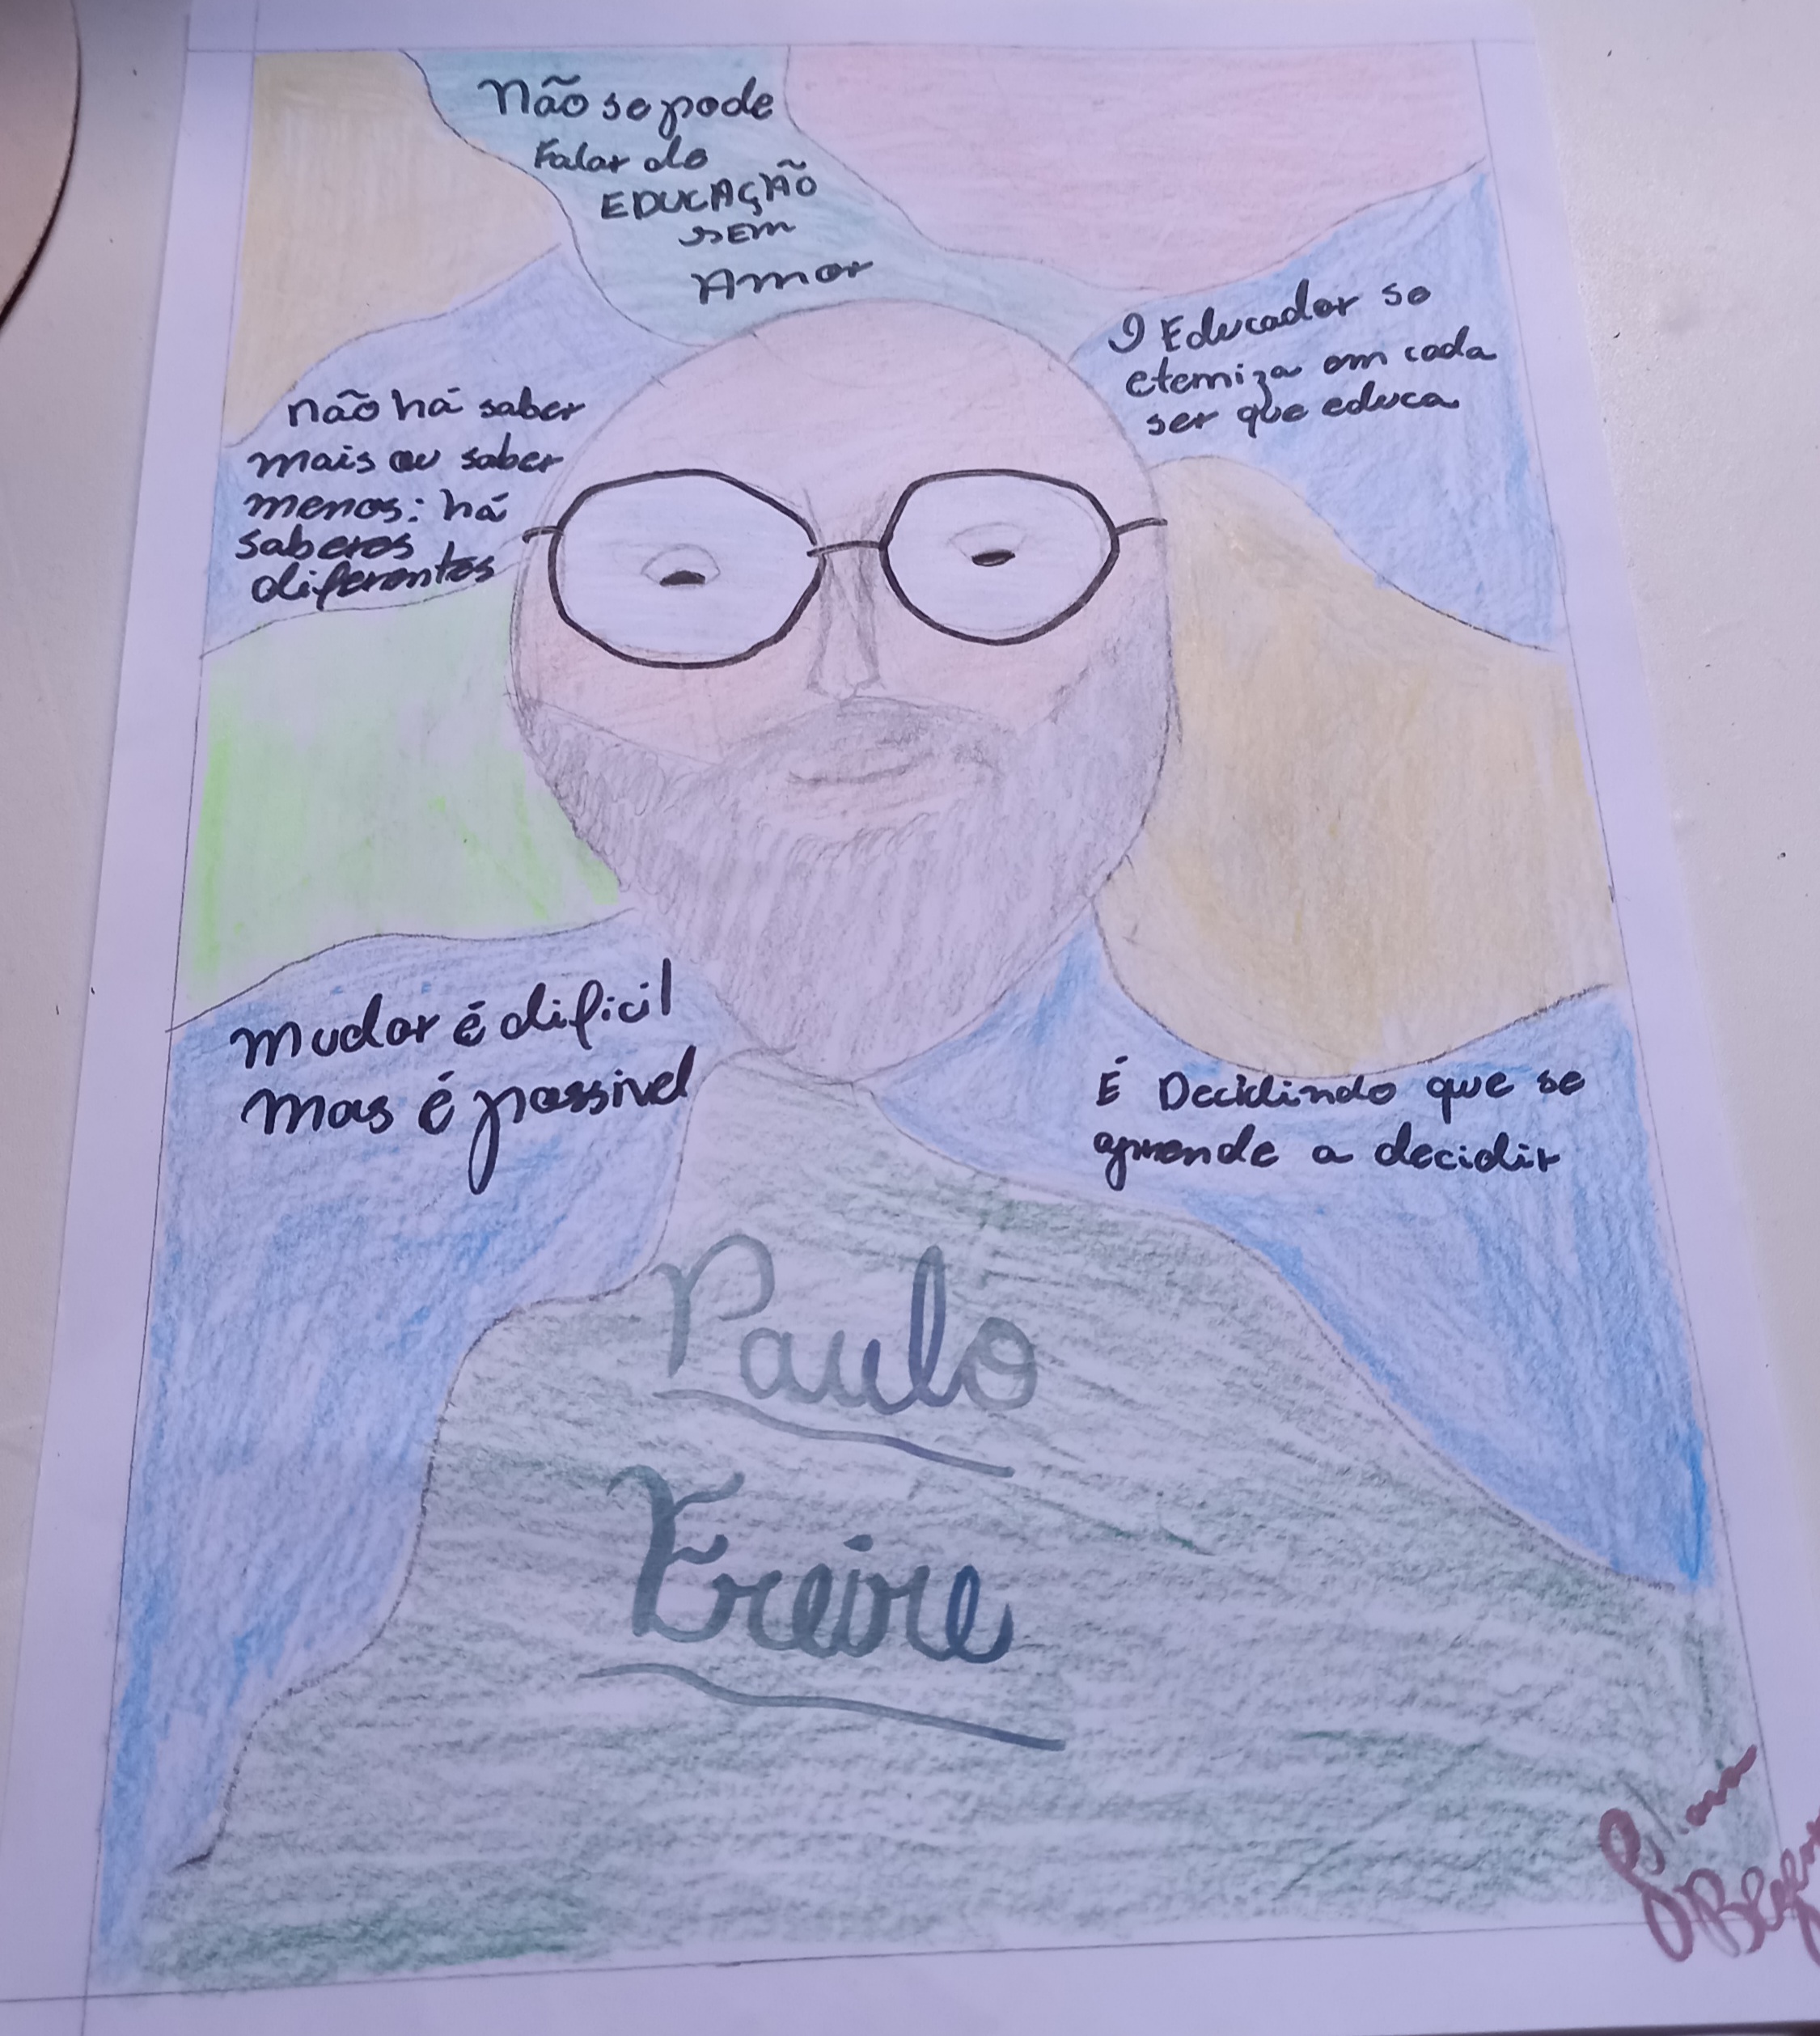 Não se pode
Falar de
EDUCAÇÃO
sem
Amor
O Educador se
eterniza em cada
ser que educa
não há saber
mais ou saber
menos: há
saberes
diferentes
Mudar é dificil
Mas é possivel
É Decidindo que se
aprende a decidir
Paulo
Freire